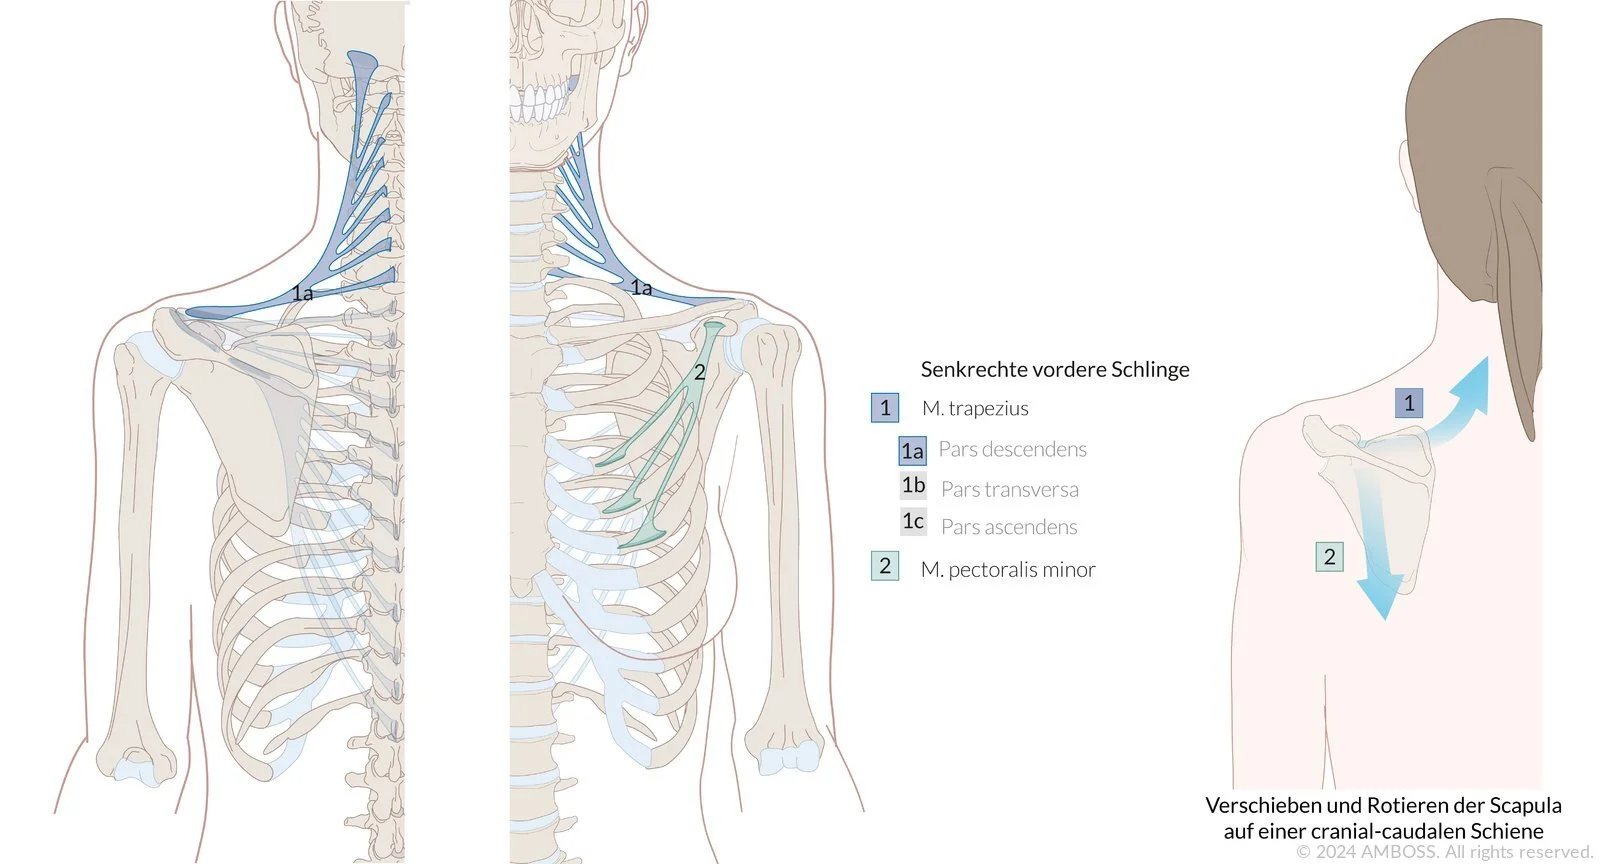 1a
1a
2
Senkrechte vordere Schlinge
1 M. trapezius
1a Pars descendens
1b Pars transversa
1c Pars ascendens
2 M. pectoralis minor
1
2
Verschieben und Rotieren der Scapula
auf einer cranial-caudalen Schiene
© 2024 AMBOSS. All rights reserved.